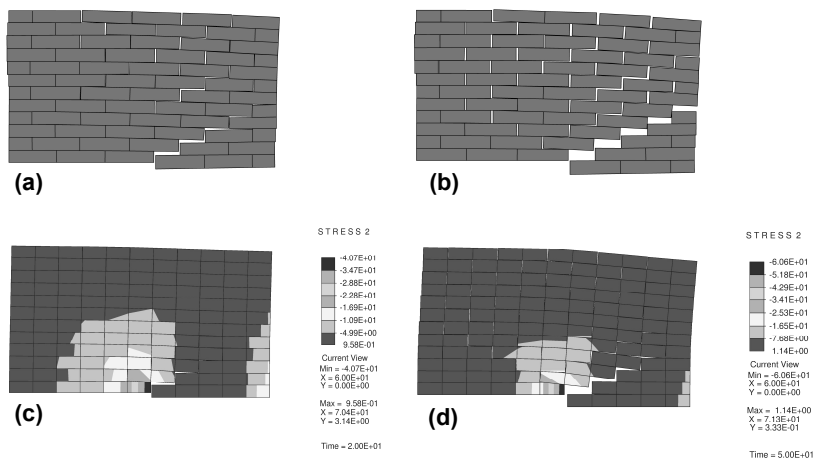 (a)
(b)
STRESS 2
-4.07E+01
-3.47E+01
-2.88E+01
-2.28E+01
-1.69E+01
-1.09E+01
-4.99E+00
9.58E-01
Current View
Min = -4.07E+01
X = 6.00E+01
Y = 0.00E+00
Max = 9.58E-01
X = 7.04E+01
Y = 3.14E+00
Time = 2.00E+01
(c)
STRESS 2
-6.06E+01
-5.18E+01
-4.29E+01
-3.41E+01
-2.53E+01
-1.65E+01
-7.68E+00
1.14E+00
Current View
Min = -6.06E+01
X = 6.00E+01
Y = 0.00E+00
Max = 1.14E+00
X = 7.13E+01
Y = 3.33E-01
Time = 5.00E+01
(d)